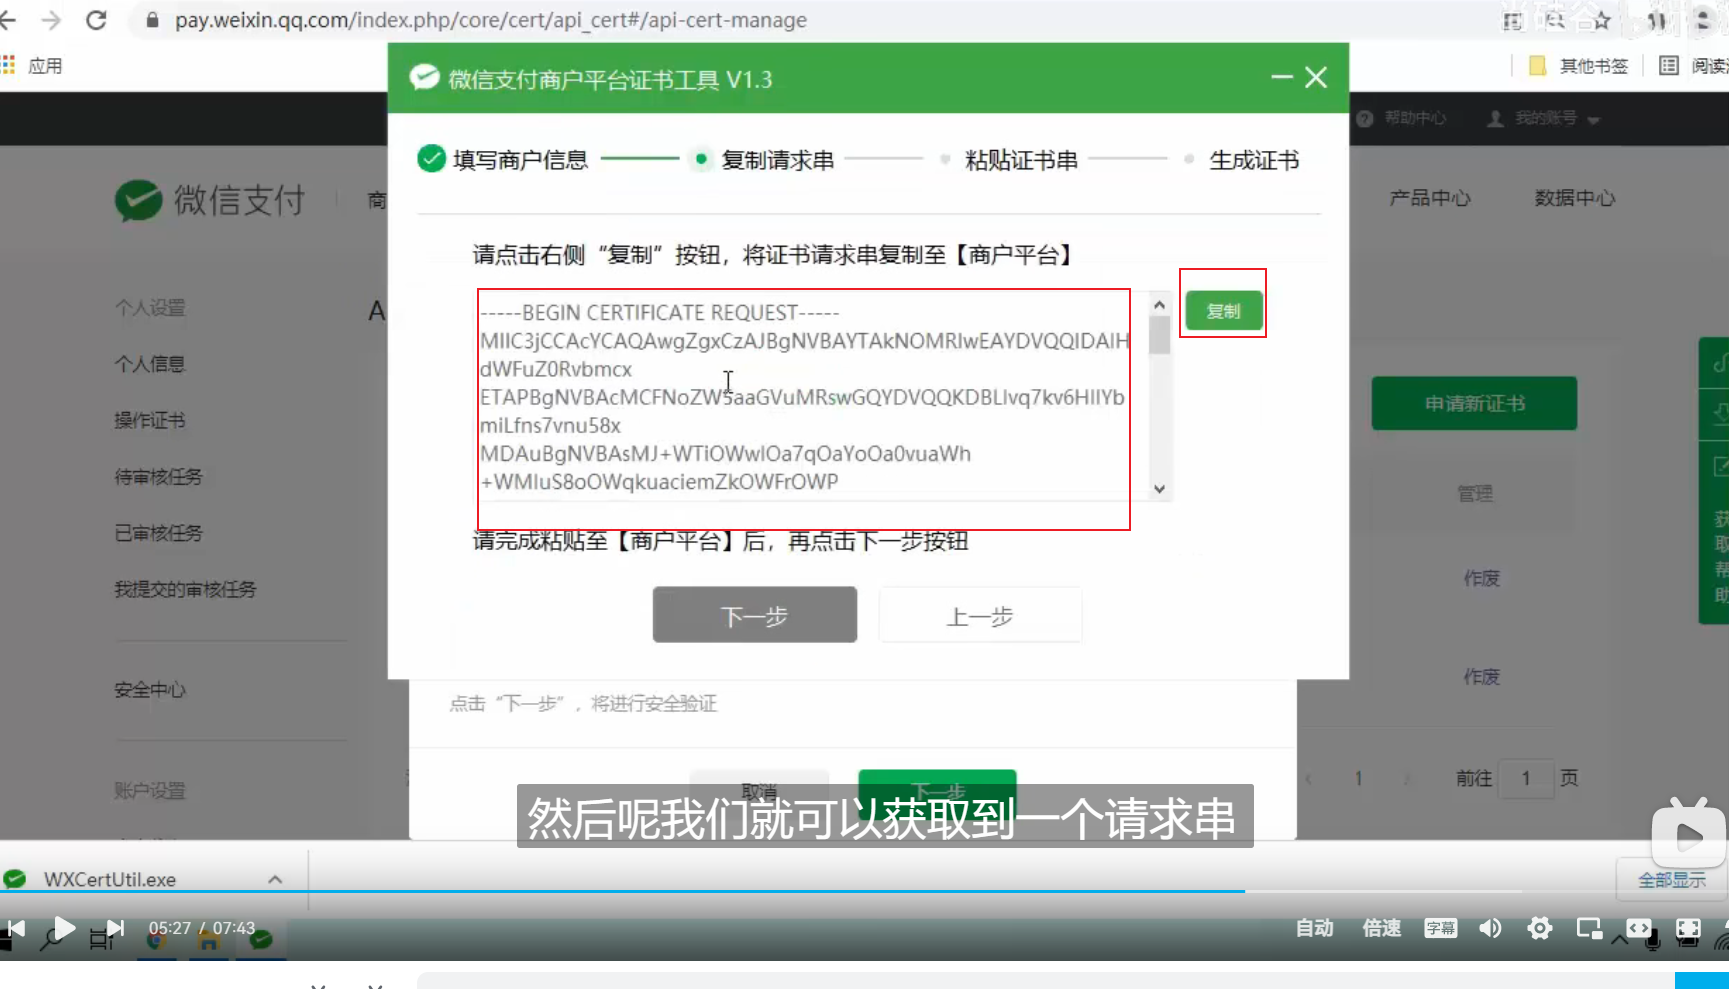 pay.weixin.qq.com/index.php/core/cert/api_cert#/api-cert-manage
应用
其他书签
阅读
微信支付商户平台证书工具 V1.3
帮助中心
我的账号
填写商户信息
复制请求串
粘贴证书串
生成证书
微信支付
商
产品中心
数据中心
请点击右侧“复制”按钮，将证书请求串复制至【商户平台】
-----BEGIN CERTIFICATE REQUEST-----
复制
MIIC3jCCAcYCAQAwgZgxCzAJBgNVBAYTAkNOMRIwEAYDVQQIDAlH
dWFuZ0Rvbmcx
ETAPBgNVBAcMCFNoZW5aaGVuMRswGQYDVQQKDBLlvq7kv6HllYb
miLfns7vnu58x
MDAuBgNVBAsMJ+WTiOWwlOa7qOaYoOa0vuaWh
+WMluS8oOWqkuaciemZkOWFrOWP
个人设置
A
个人信息
操作证书
申请新证书
待审核任务
管理
已审核任务
请完成粘贴至【商户平台】后，再点击下一步按钮
获
取
帮
助
我提交的审核任务
作废
下一步
上一步
安全中心
作废
点击“下一步”，将进行安全验证
账户设置
取消
下一步
1
前往
1
页
然后呢我们就可以获取到一个请求串
WXCertUtil.exe
全部显示
05:27 / 07:43
自动
倍速
字幕